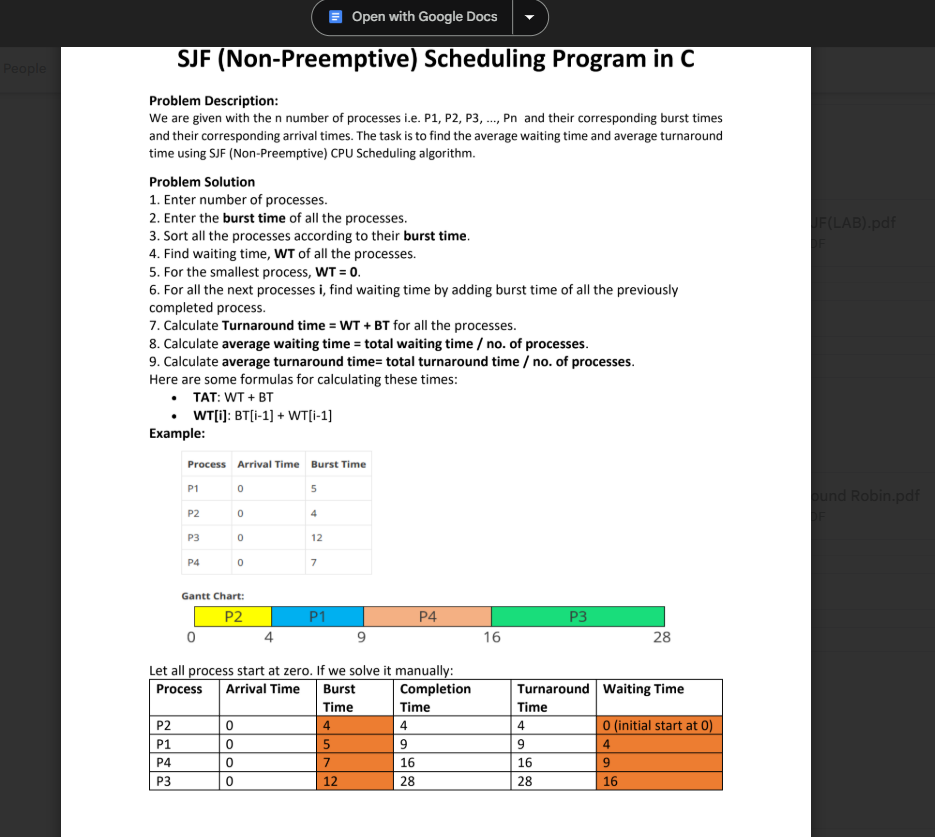 Open with Google Docs
People
SJF (Non-Preemptive) Scheduling Program in C
Problem Description:
We are given with the n number of processes i.e. P1, P2, P3, ..., Pn and their corresponding burst times
and their corresponding arrival times. The task is to find the average waiting time and average turnaround
time using SJF (Non-Preemptive) CPU Scheduling algorithm.
Problem Solution
1. Enter number of processes.
2. Enter the burst time of all the processes.
3. Sort all the processes according to their burst time.
4. Find waiting time, WT of all the processes.
5. For the smallest process, WT = 0.
6. For all the next processes i, find waiting time by adding burst time of all the previously
completed process.
7. Calculate Turnaround time = WT + BT for all the processes.
8. Calculate average waiting time = total waiting time / no. of processes.
9. Calculate average turnaround time= total turnaround time / no. of processes.
Here are some formulas for calculating these times:
• TAT: WT + BT
• WT[i]: BT[i-1] + WT[i-1]
Example:
Process Arrival Time Burst Time
P1 0 5
P2 0 4
P3 0 12
P4 0 7
Gantt Chart:
P2 P1 P4 P3
0 4 9 16 28
Let all process start at zero. If we solve it manually:
Process Arrival Time Burst Time Completion Time Turnaround Time Waiting Time
P2 0 4 4 4 0 (initial start at 0)
P1 0 5 9 9 4
P4 0 7 16 16 9
P3 0 12 28 28 16
JF(LAB).pdf
DF
ound Robin.pdf
DF